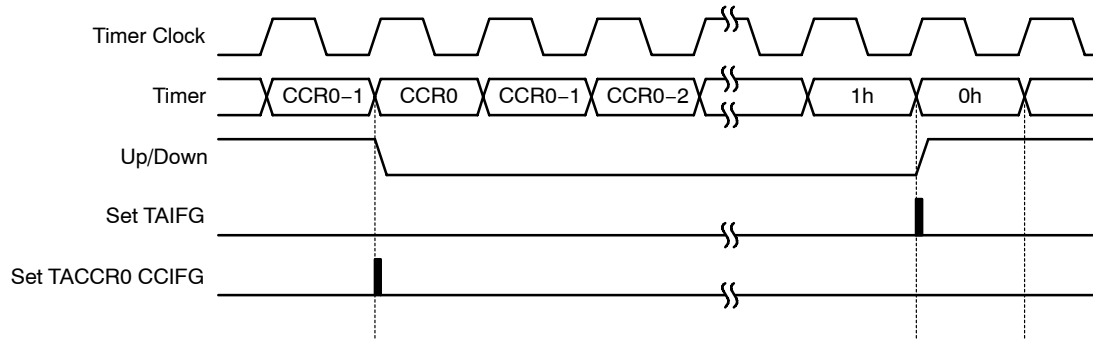 Timer Clock
Timer CCR0−1 CCR0 CCR0−1 CCR0−2 1h 0h
Up/Down
Set TAIFG
Set TACCR0 CCIFG